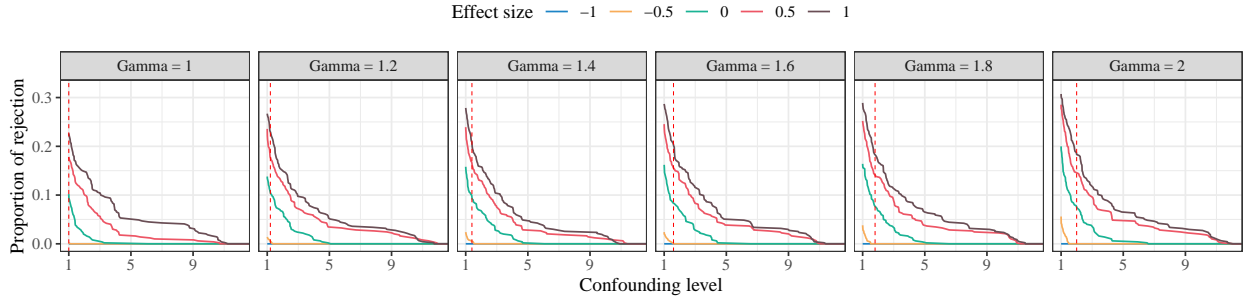 Effect size −1 −0.5 0 0.5 1
Gamma = 1 Gamma = 1.2 Gamma = 1.4 Gamma = 1.6 Gamma = 1.8 Gamma = 2
Proportion of rejection
0.3
0.2
0.1
0.0
1 5 9 1 5 9 1 5 9 1 5 9 1 5 9 1 5 9
Confounding level